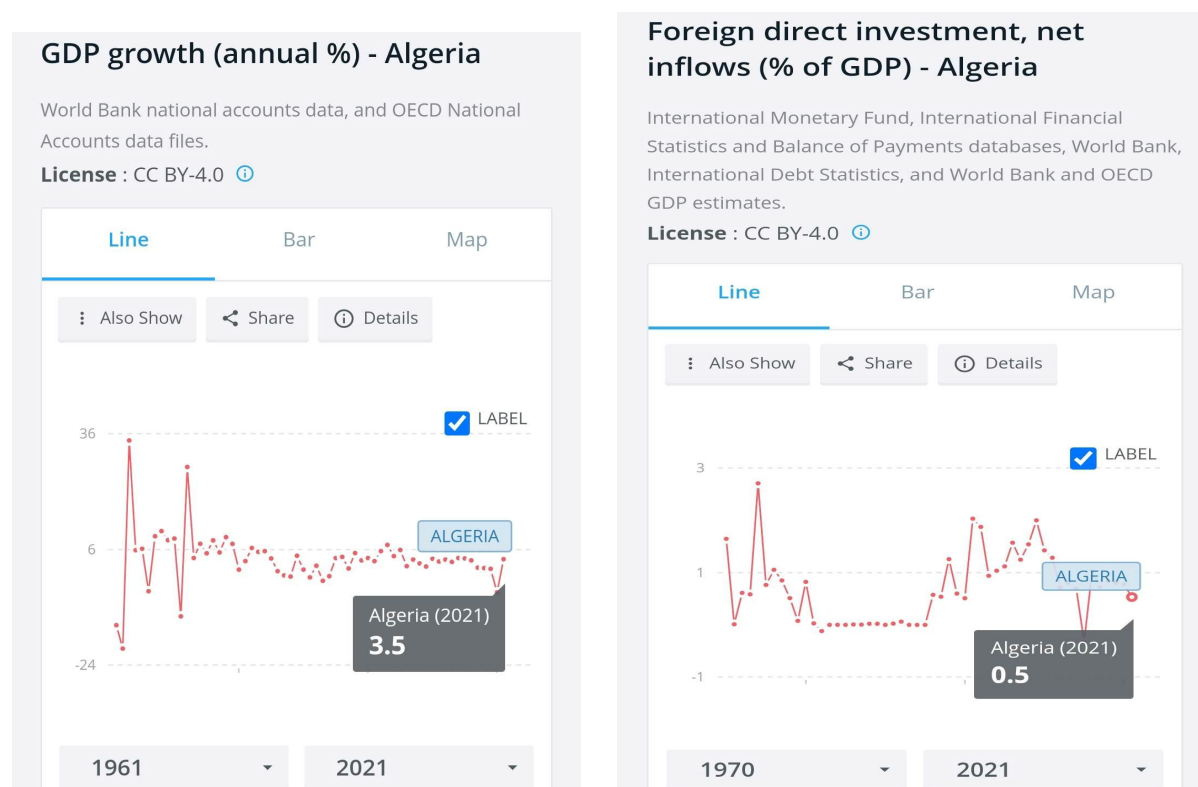 GDP growth (annual %) - Algeria
World Bank national accounts data, and OECD National
Accounts data files.
License : CC BY-4.0
Line
Bar
Map
Also Show
Share
Details
LABEL
36
6
-24
ALGERIA
Algeria (2021)
3.5
1961
2021
Foreign direct investment, net
inflows (% of GDP) - Algeria
International Monetary Fund, International Financial
Statistics and Balance of Payments databases, World Bank,
International Debt Statistics, and World Bank and OECD
GDP estimates.
License : CC BY-4.0
Line
Bar
Map
Also Show
Share
Details
LABEL
3
1
-1
ALGERIA
Algeria (2021)
0.5
1970
2021